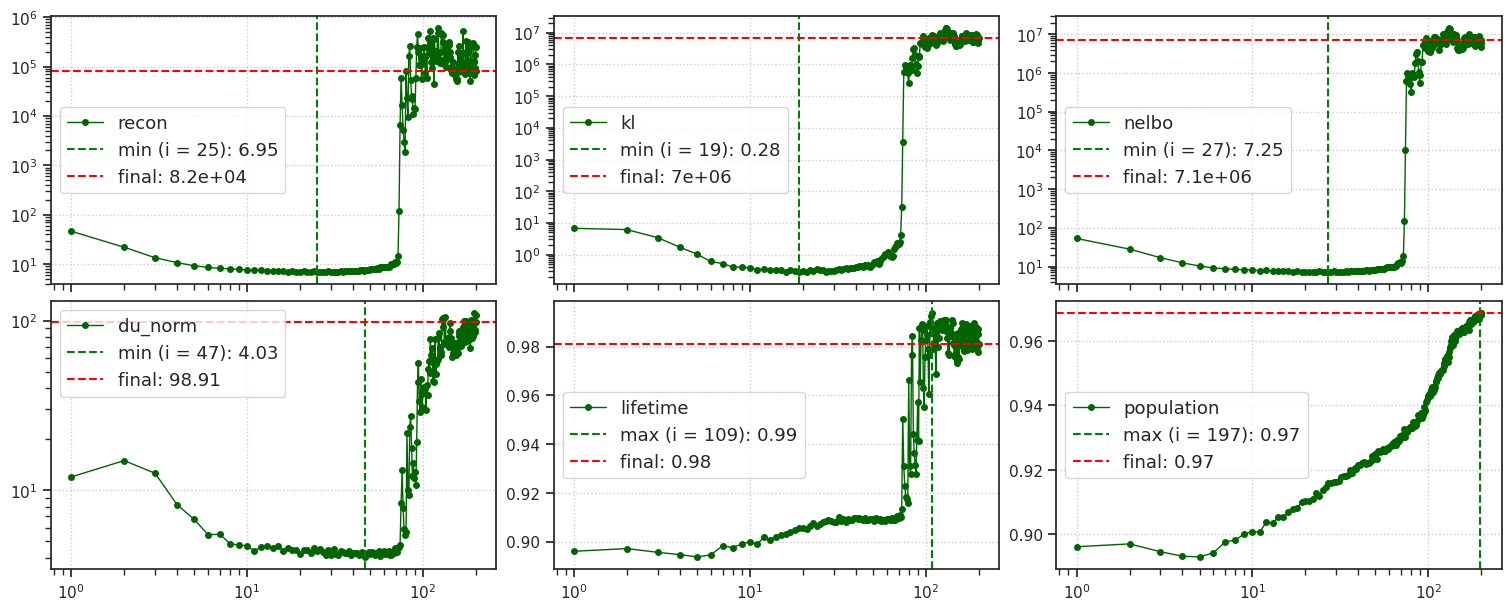 10^6
10^5
10^4
10^3
10^2
10^1
recon
min (i = 25): 6.95
final: 8.2e+04
10^7
10^6
10^5
10^4
10^3
10^2
10^1
10^0
kl
min (i = 19): 0.28
final: 7e+06
10^7
10^6
10^5
10^4
10^3
10^2
10^1
nelbo
min (i = 27): 7.25
final: 7.1e+06
10^2
10^1
du_norm
min (i = 47): 4.03
final: 98.91
10^0
10^1
10^2
0.98
0.96
0.94
0.92
0.90
lifetime
max (i = 109): 0.99
final: 0.98
10^0
10^1
10^2
0.96
0.94
0.92
0.90
population
max (i = 197): 0.97
final: 0.97
10^0
10^1
10^2